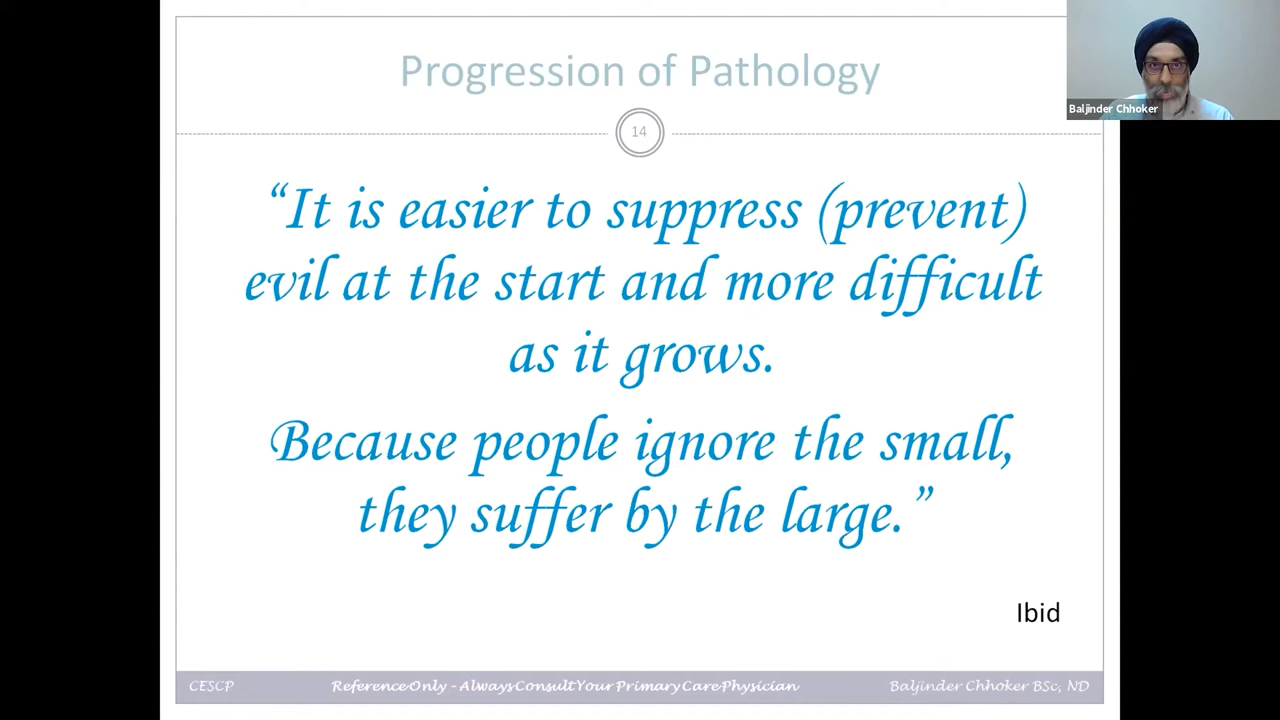 Progression of Pathology
Baljinder Chhoker
14
“It is easier to suppress (prevent)
evil at the start and more difficult
as it grows.
Because people ignore the small,
they suffer by the large.”
Ibid
CESCP
Reference Only - Always Consult Your Primary Care Physician
Baljinder Chhoker BSc, ND